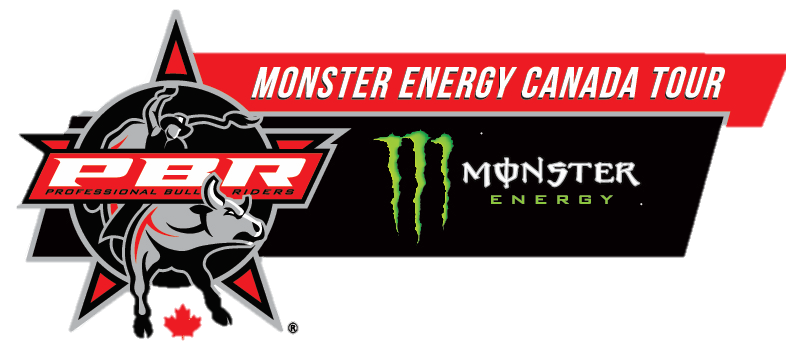 MONSTER ENERGY CANADA TOUR
PBR
PROFESSIONAL BULL RIDERS
MONSTER
ENERGY
®